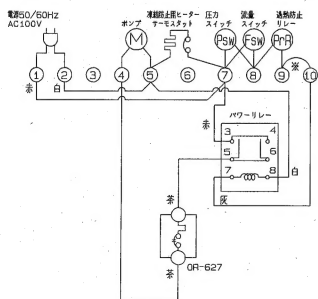 電源50/60Hz
AC100V
ポンプ
凍結防止用ヒーター
サーモスタット
圧力
スイッチ
流量
スイッチ
過熱防止
リレー
M
PSW
FSW
PrR
※
1 2 3 4 5 6 7 8 9 10
赤 白
パワーリレー
赤
3 4
5 6
7 8
白
灰
茶
OR-627
茶